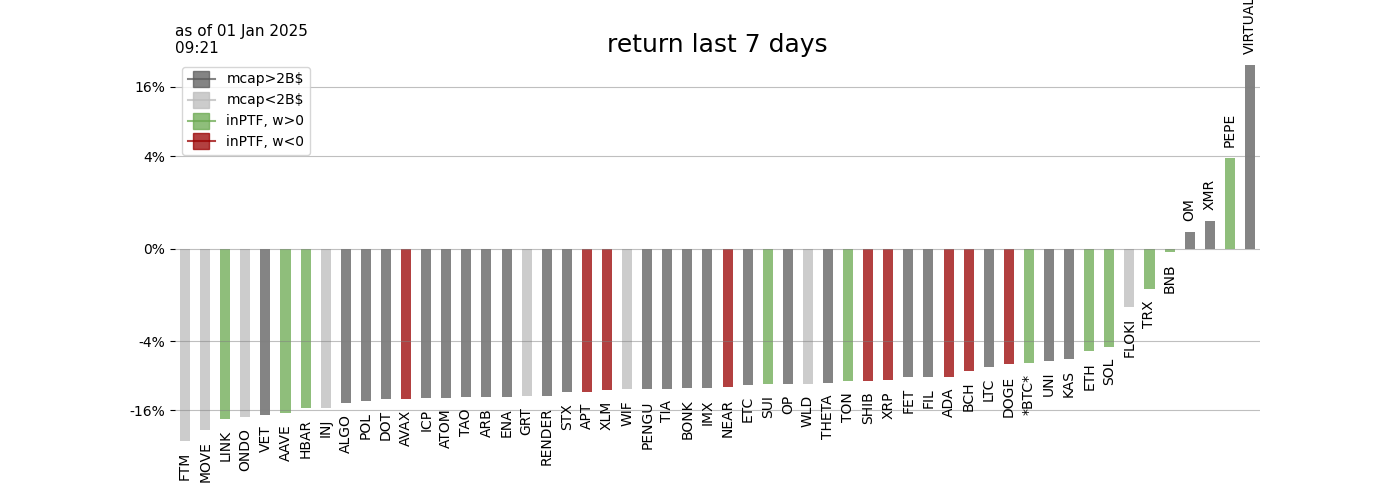 as of 01 Jan 2025
09:21
return last 7 days
mcap>2B$
mcap<2B$
inPTF, w>0
inPTF, w<0
16%
4%
0%
-4%
-16%
FTM
MOVE
LINK
ONDO
VET
AAVE
HBAR
INJ
ALGO
POL
DOT
AVAX
ICP
ATOM
TAO
ARB
ENA
GRT
RENDER
STX
APT
XLM
WIF
PENGU
TIA
BONK
IMX
NEAR
ETC
SUI
OP
WLD
THETA
TON
SHIB
XRP
FET
FIL
ADA
BCH
LTC
DOGE
*BTC*
UNI
KAS
ETH
SOL
FLOKI
TRX
BNB
OM
XMR
PEPE
VIRTUAL